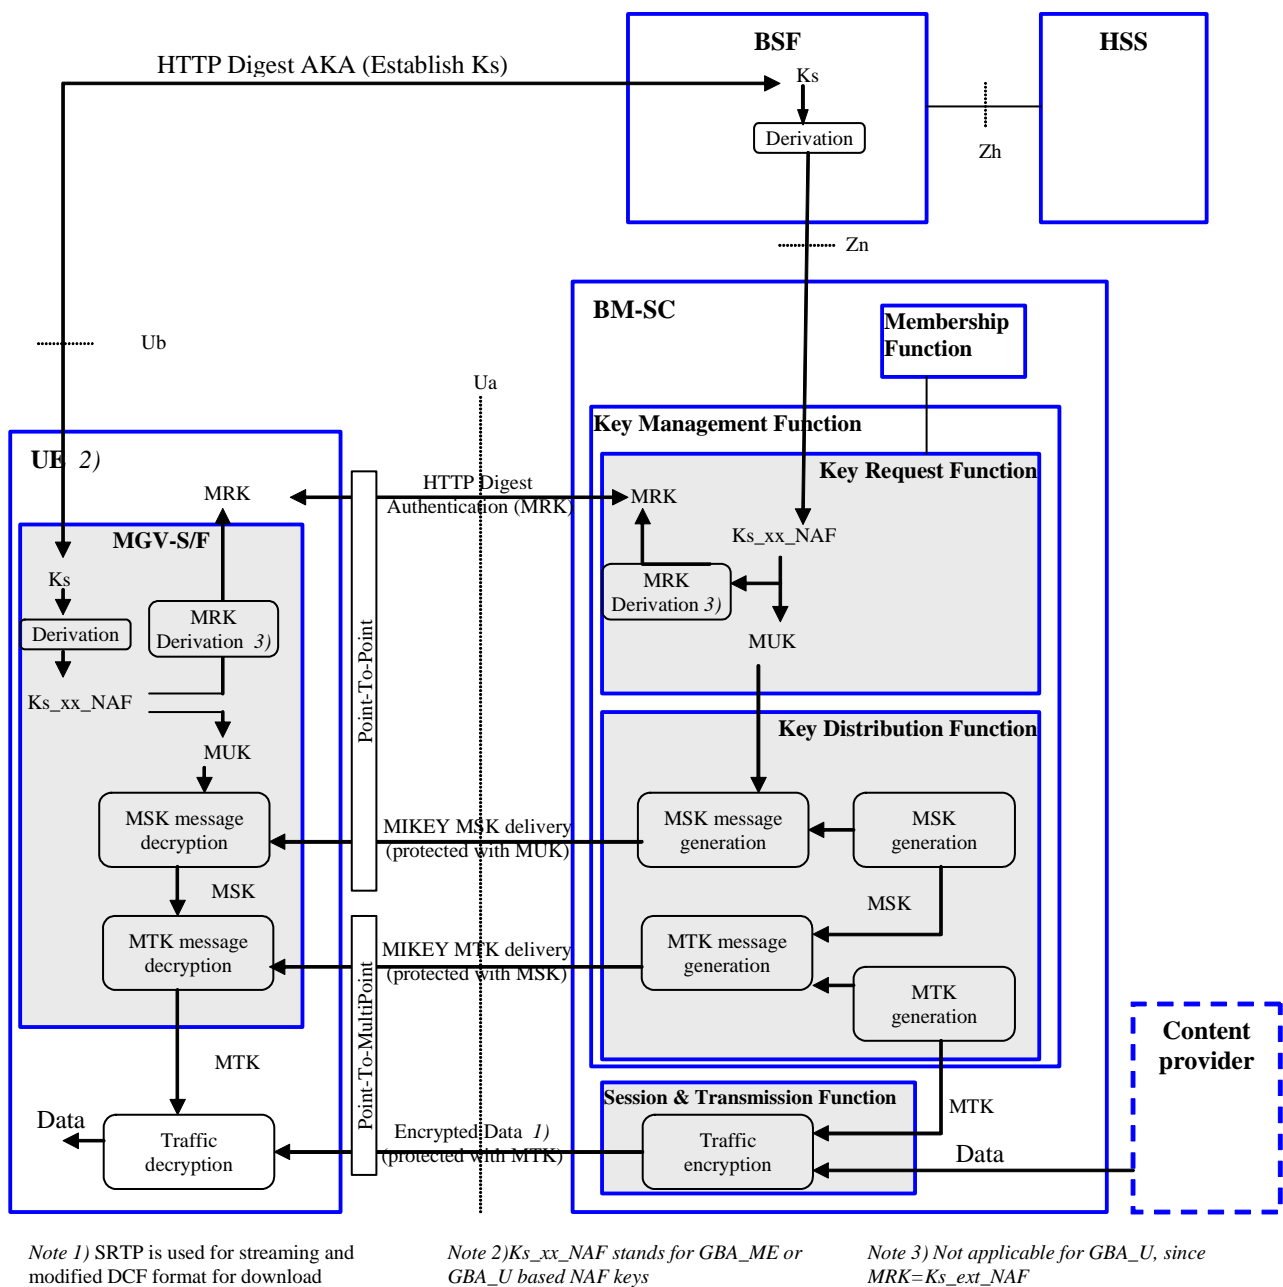 BSF
HSS
HTTP Digest AKA (Establish Ks)
Ks
Derivation
Zh
Zn
BM-SC
Membership
Function
Ub
Ua
Key Management Function
UE 2)
Key Request Function
MRK
HTTP Digest
Authentication (MRK)
MRK
MGV-S/F
Ks_xx_NAF
Ks
MRK
Derivation 3)
MRK
Derivation 3)
Derivation
MUK
Ks_xx_NAF
Point-To-Point
MUK
Key Distribution Function
MSK message
decryption
MIKEY MSK delivery
(protected with MUK)
MSK message
generation
MSK
generation
MSK
MSK
MTK message
decryption
MIKEY MTK delivery
(protected with MSK)
MTK message
generation
MTK
generation
Point-To-MultiPoint
Content
provider
MTK
Session & Transmission Function
MTK
Data
Traffic
decryption
Encrypted Data 1)
(protected with MTK)
Traffic
encryption
Data
Note 1) SRTP is used for streaming and
modified DCF format for download
Note 2)Ks_xx_NAF stands for GBA_ME or
GBA_U based NAF keys
Note 3) Not applicable for GBA_U, since
MRK=Ks_ext_NAF